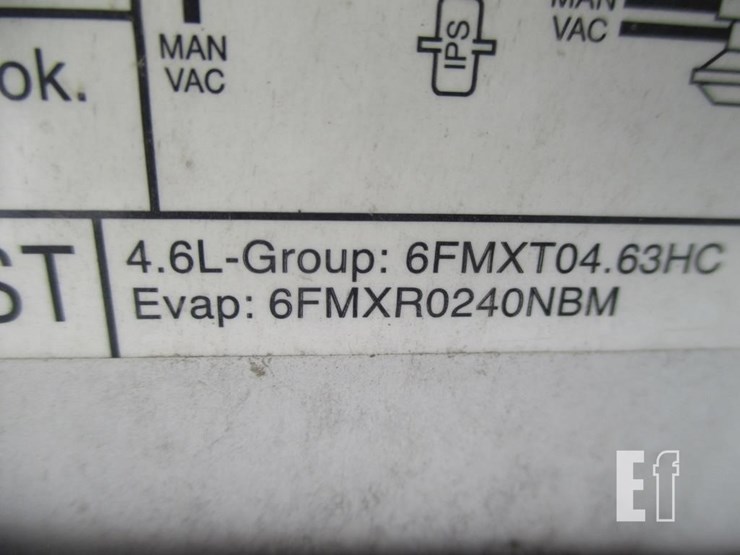 MAN
VAC
IPS
MAN
VAC
ok.
ST
4.6L-Group: 6FMXT04.63HC
Evap: 6FMXR0240NBM
Ef